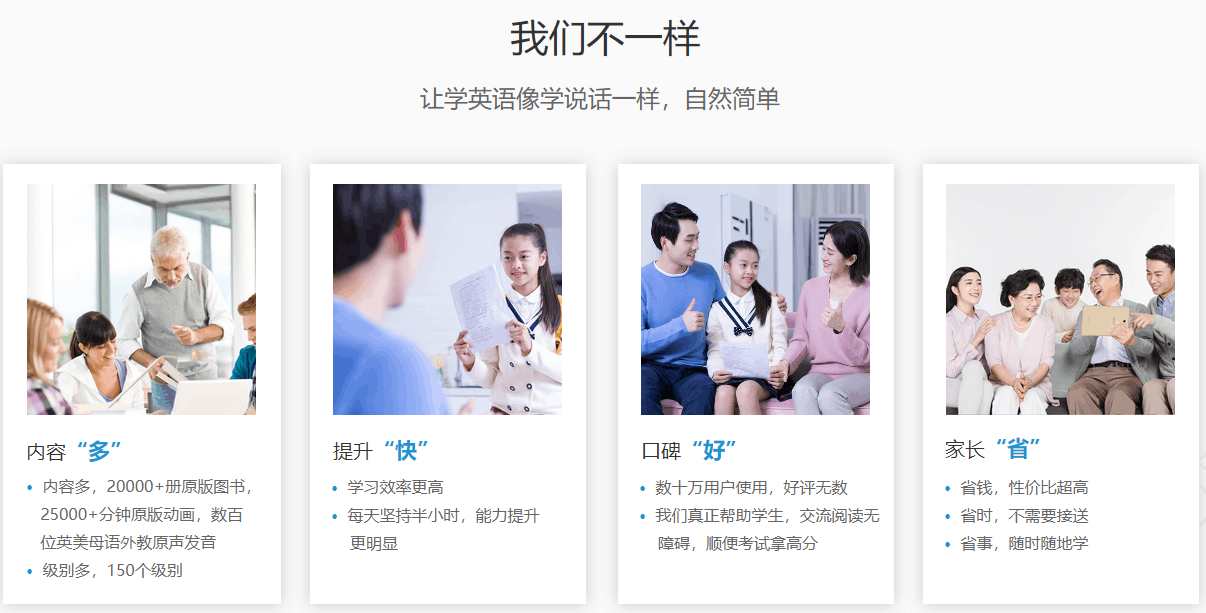 我们不一样
让学英语像学说话一样，自然简单
内容“多”
• 内容多，20000+册原版图书，
25000+分钟原版动画，数百
位英美母语外教原声发音
• 级别多，150个级别
提升“快”
• 学习效率更高
• 每天坚持半小时，能力提升
更明显
口碑“好”
• 数十万用户使用，好评无数
• 我们真正帮助学生，交流阅读无
障碍，顺便考试拿高分
家长“省”
• 省钱，性价比超高
• 省时，不需要接送
• 省事，随时随地学